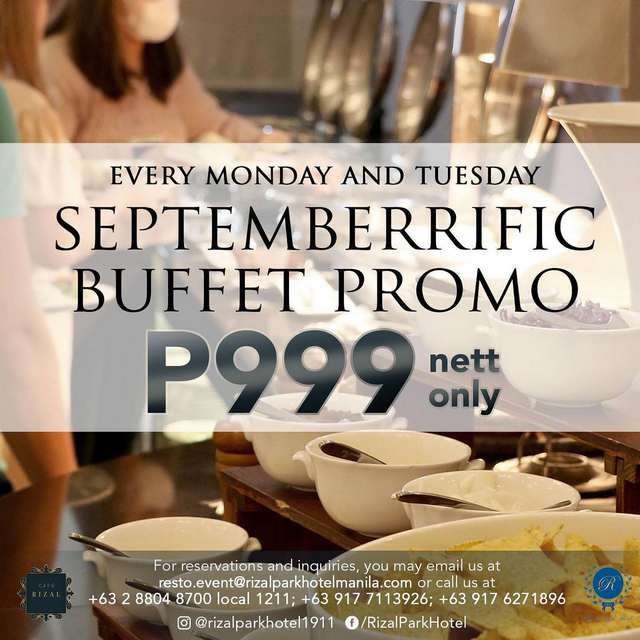 EVERY MONDAY AND TUESDAY
SEPTEMBERRIFIC
BUFFET PROMO
P999 nett only
For reservations and inquiries, you may email us at
resto.event@rizalparkhotelmanila.com or call us at
+63 2 8804 8700 local 1211; +63 917 7113926; +63 917 6271896
@rizalparkhotel1911 /RizalParkHotel
CAFE
RIZAL
R